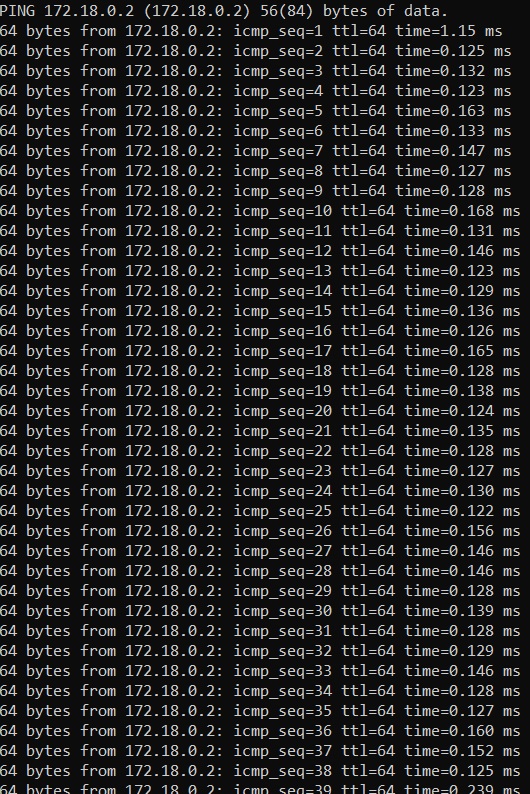 PING 172.18.0.2 (172.18.0.2) 56(84) bytes of data.
64 bytes from 172.18.0.2: icmp_seq=1 ttl=64 time=1.15 ms
64 bytes from 172.18.0.2: icmp_seq=2 ttl=64 time=0.125 ms
64 bytes from 172.18.0.2: icmp_seq=3 ttl=64 time=0.132 ms
64 bytes from 172.18.0.2: icmp_seq=4 ttl=64 time=0.123 ms
64 bytes from 172.18.0.2: icmp_seq=5 ttl=64 time=0.163 ms
64 bytes from 172.18.0.2: icmp_seq=6 ttl=64 time=0.133 ms
64 bytes from 172.18.0.2: icmp_seq=7 ttl=64 time=0.147 ms
64 bytes from 172.18.0.2: icmp_seq=8 ttl=64 time=0.127 ms
64 bytes from 172.18.0.2: icmp_seq=9 ttl=64 time=0.128 ms
64 bytes from 172.18.0.2: icmp_seq=10 ttl=64 time=0.168 ms
64 bytes from 172.18.0.2: icmp_seq=11 ttl=64 time=0.131 ms
64 bytes from 172.18.0.2: icmp_seq=12 ttl=64 time=0.146 ms
64 bytes from 172.18.0.2: icmp_seq=13 ttl=64 time=0.123 ms
64 bytes from 172.18.0.2: icmp_seq=14 ttl=64 time=0.129 ms
64 bytes from 172.18.0.2: icmp_seq=15 ttl=64 time=0.136 ms
64 bytes from 172.18.0.2: icmp_seq=16 ttl=64 time=0.126 ms
64 bytes from 172.18.0.2: icmp_seq=17 ttl=64 time=0.165 ms
64 bytes from 172.18.0.2: icmp_seq=18 ttl=64 time=0.128 ms
64 bytes from 172.18.0.2: icmp_seq=19 ttl=64 time=0.138 ms
64 bytes from 172.18.0.2: icmp_seq=20 ttl=64 time=0.124 ms
64 bytes from 172.18.0.2: icmp_seq=21 ttl=64 time=0.135 ms
64 bytes from 172.18.0.2: icmp_seq=22 ttl=64 time=0.128 ms
64 bytes from 172.18.0.2: icmp_seq=23 ttl=64 time=0.127 ms
64 bytes from 172.18.0.2: icmp_seq=24 ttl=64 time=0.130 ms
64 bytes from 172.18.0.2: icmp_seq=25 ttl=64 time=0.122 ms
64 bytes from 172.18.0.2: icmp_seq=26 ttl=64 time=0.156 ms
64 bytes from 172.18.0.2: icmp_seq=27 ttl=64 time=0.146 ms
64 bytes from 172.18.0.2: icmp_seq=28 ttl=64 time=0.146 ms
64 bytes from 172.18.0.2: icmp_seq=29 ttl=64 time=0.128 ms
64 bytes from 172.18.0.2: icmp_seq=30 ttl=64 time=0.139 ms
64 bytes from 172.18.0.2: icmp_seq=31 ttl=64 time=0.128 ms
64 bytes from 172.18.0.2: icmp_seq=32 ttl=64 time=0.129 ms
64 bytes from 172.18.0.2: icmp_seq=33 ttl=64 time=0.146 ms
64 bytes from 172.18.0.2: icmp_seq=34 ttl=64 time=0.128 ms
64 bytes from 172.18.0.2: icmp_seq=35 ttl=64 time=0.127 ms
64 bytes from 172.18.0.2: icmp_seq=36 ttl=64 time=0.160 ms
64 bytes from 172.18.0.2: icmp_seq=37 ttl=64 time=0.152 ms
64 bytes from 172.18.0.2: icmp_seq=38 ttl=64 time=0.125 ms
64 bytes from 172.18.0.2: icmp_seq=39 ttl=64 time=0.239 ms